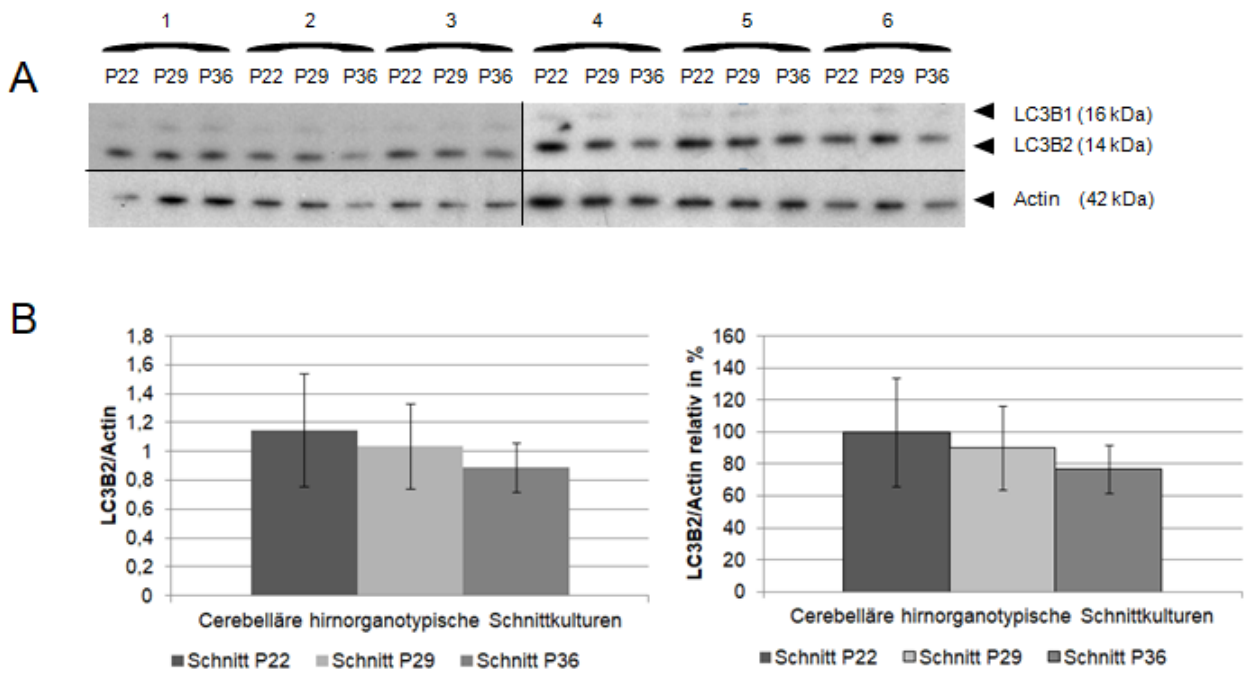 1 2 3 4 5 6
A
P22 P29 P36 P22 P29 P36 P22 P29 P36 P22 P29 P36 P22 P29 P36 P22 P29 P36
LC3B1 (16 kDa)
LC3B2 (14 kDa)
Actin (42 kDa)
B
LC3B2/Actin
1,8
1,6
1,4
1,2
1
0,8
0,6
0,4
0,2
0
Cerebelläre hirnorganotypische Schnittkulturen
Schnitt P22 Schnitt P29 Schnitt P36
LC3B2/Actin relativ in %
160
140
120
100
80
60
40
20
0
Cerebelläre hirnorganotypische Schnittkulturen
Schnitt P22 Schnitt P29 Schnitt P36